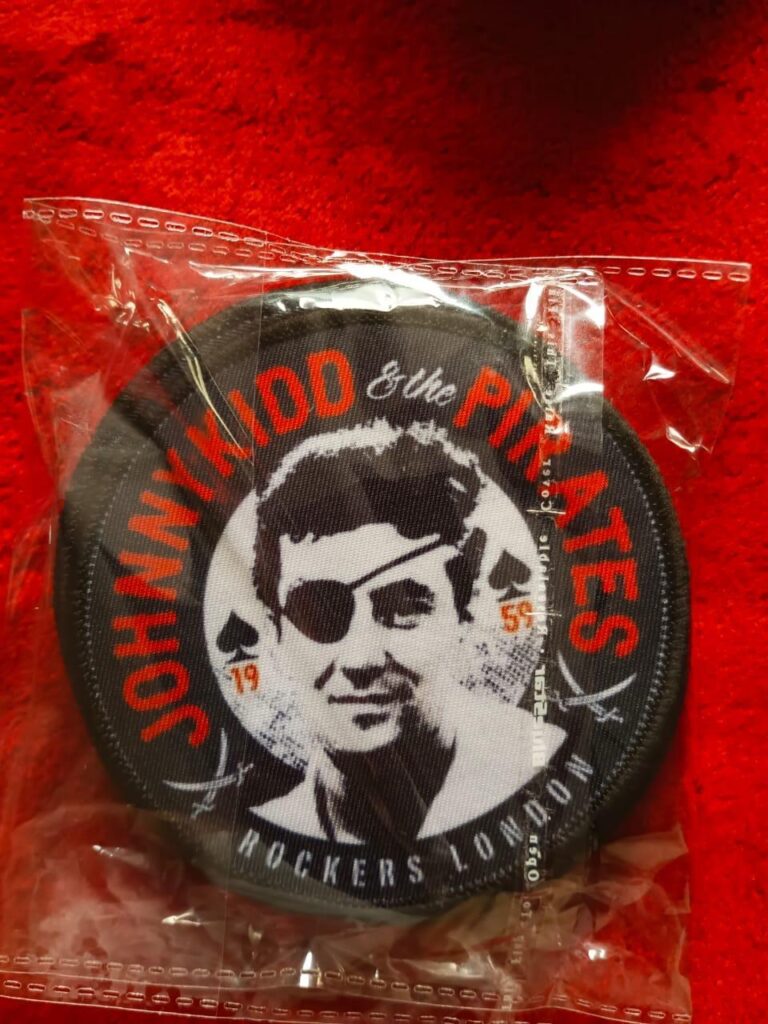 JOHNNY KIDD & the PIRATES
19 59
ROCKERS LONDON